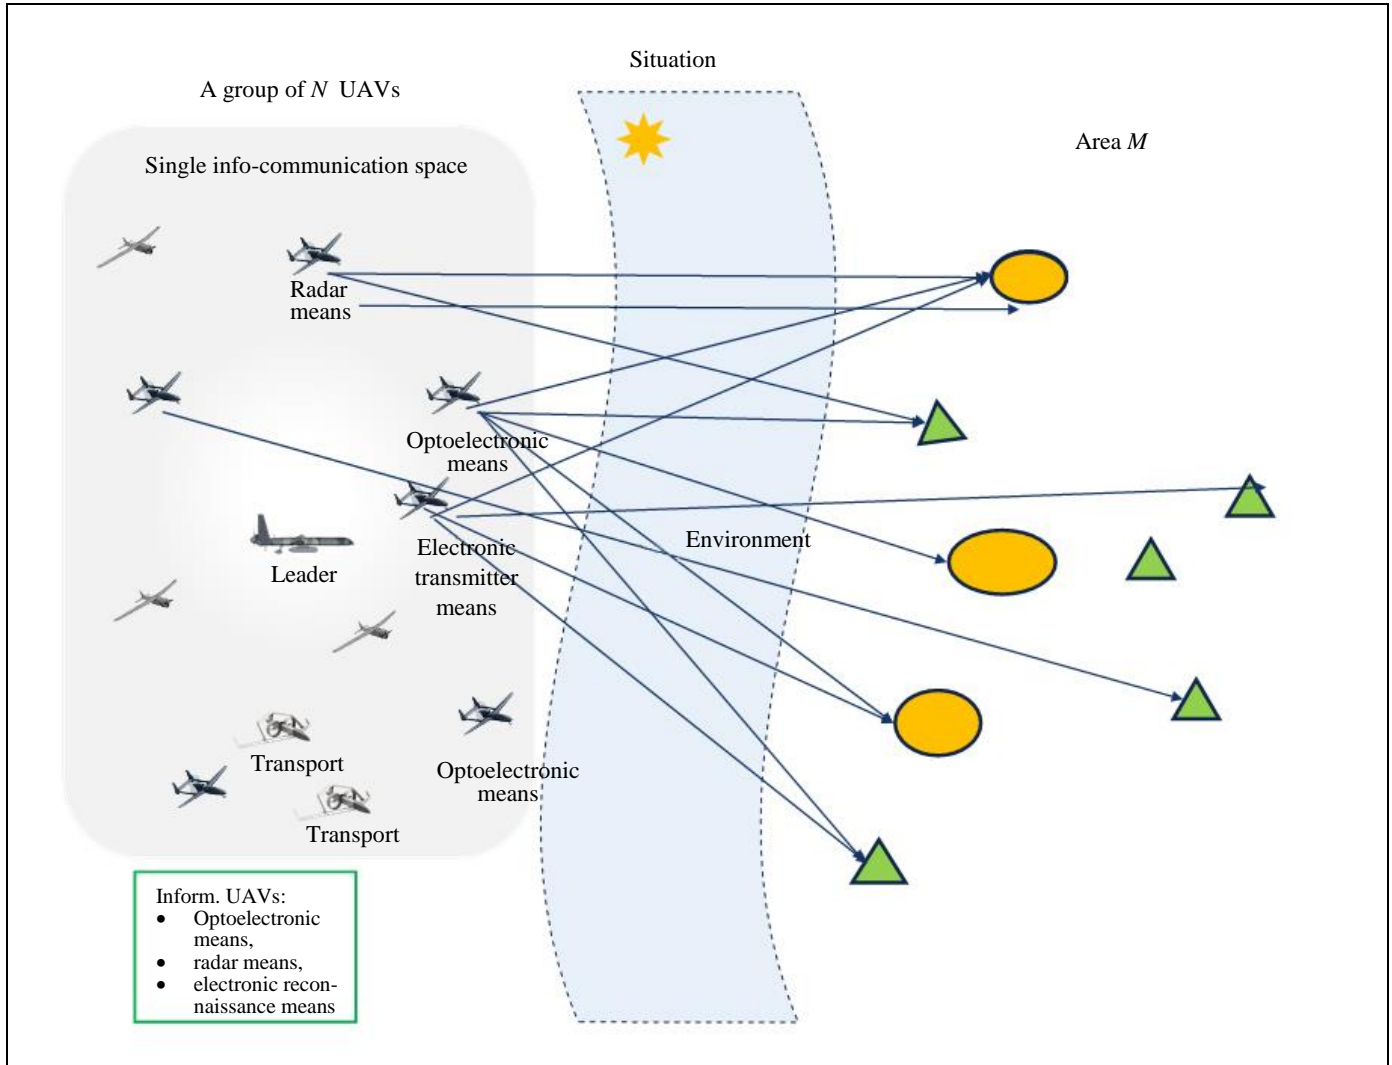 Situation
A group of N UAVs
Area M
Single info-communication space
Radar
means
Optoelectronic
means
Environment
Electronic
transmitter
means
Leader
Transport
Optoelectronic
means
Transport
Inform. UAVs:
• Optoelectronic
means,
• radar means,
• electronic recon-
naissance means